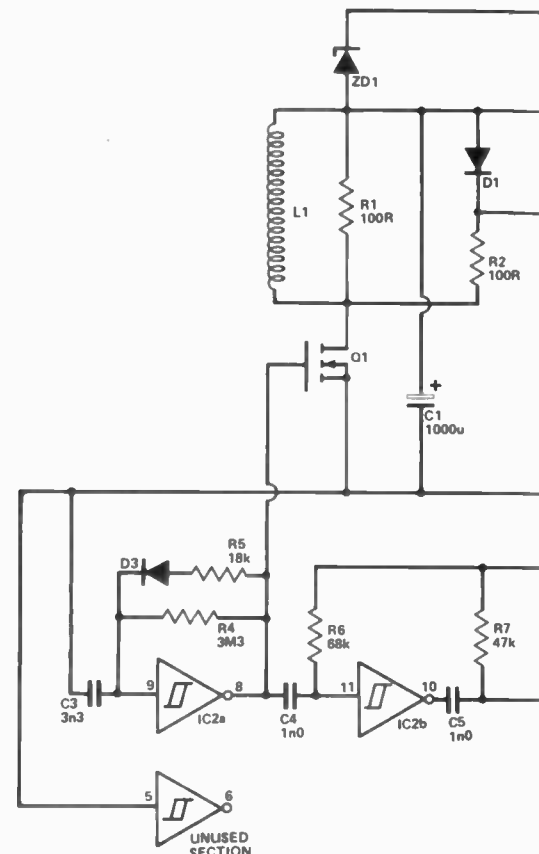 ZD1
D1
L1
R1
100R
R2
100R
Q1
+
C1
1000u
D3
R5
18k
R4
3M3
R6
68k
R7
47k
9
8
11
10
C3
3n3
IC2a
C4
1n0
IC2b
C5
1n0
5
6
UNUSED
SECTION